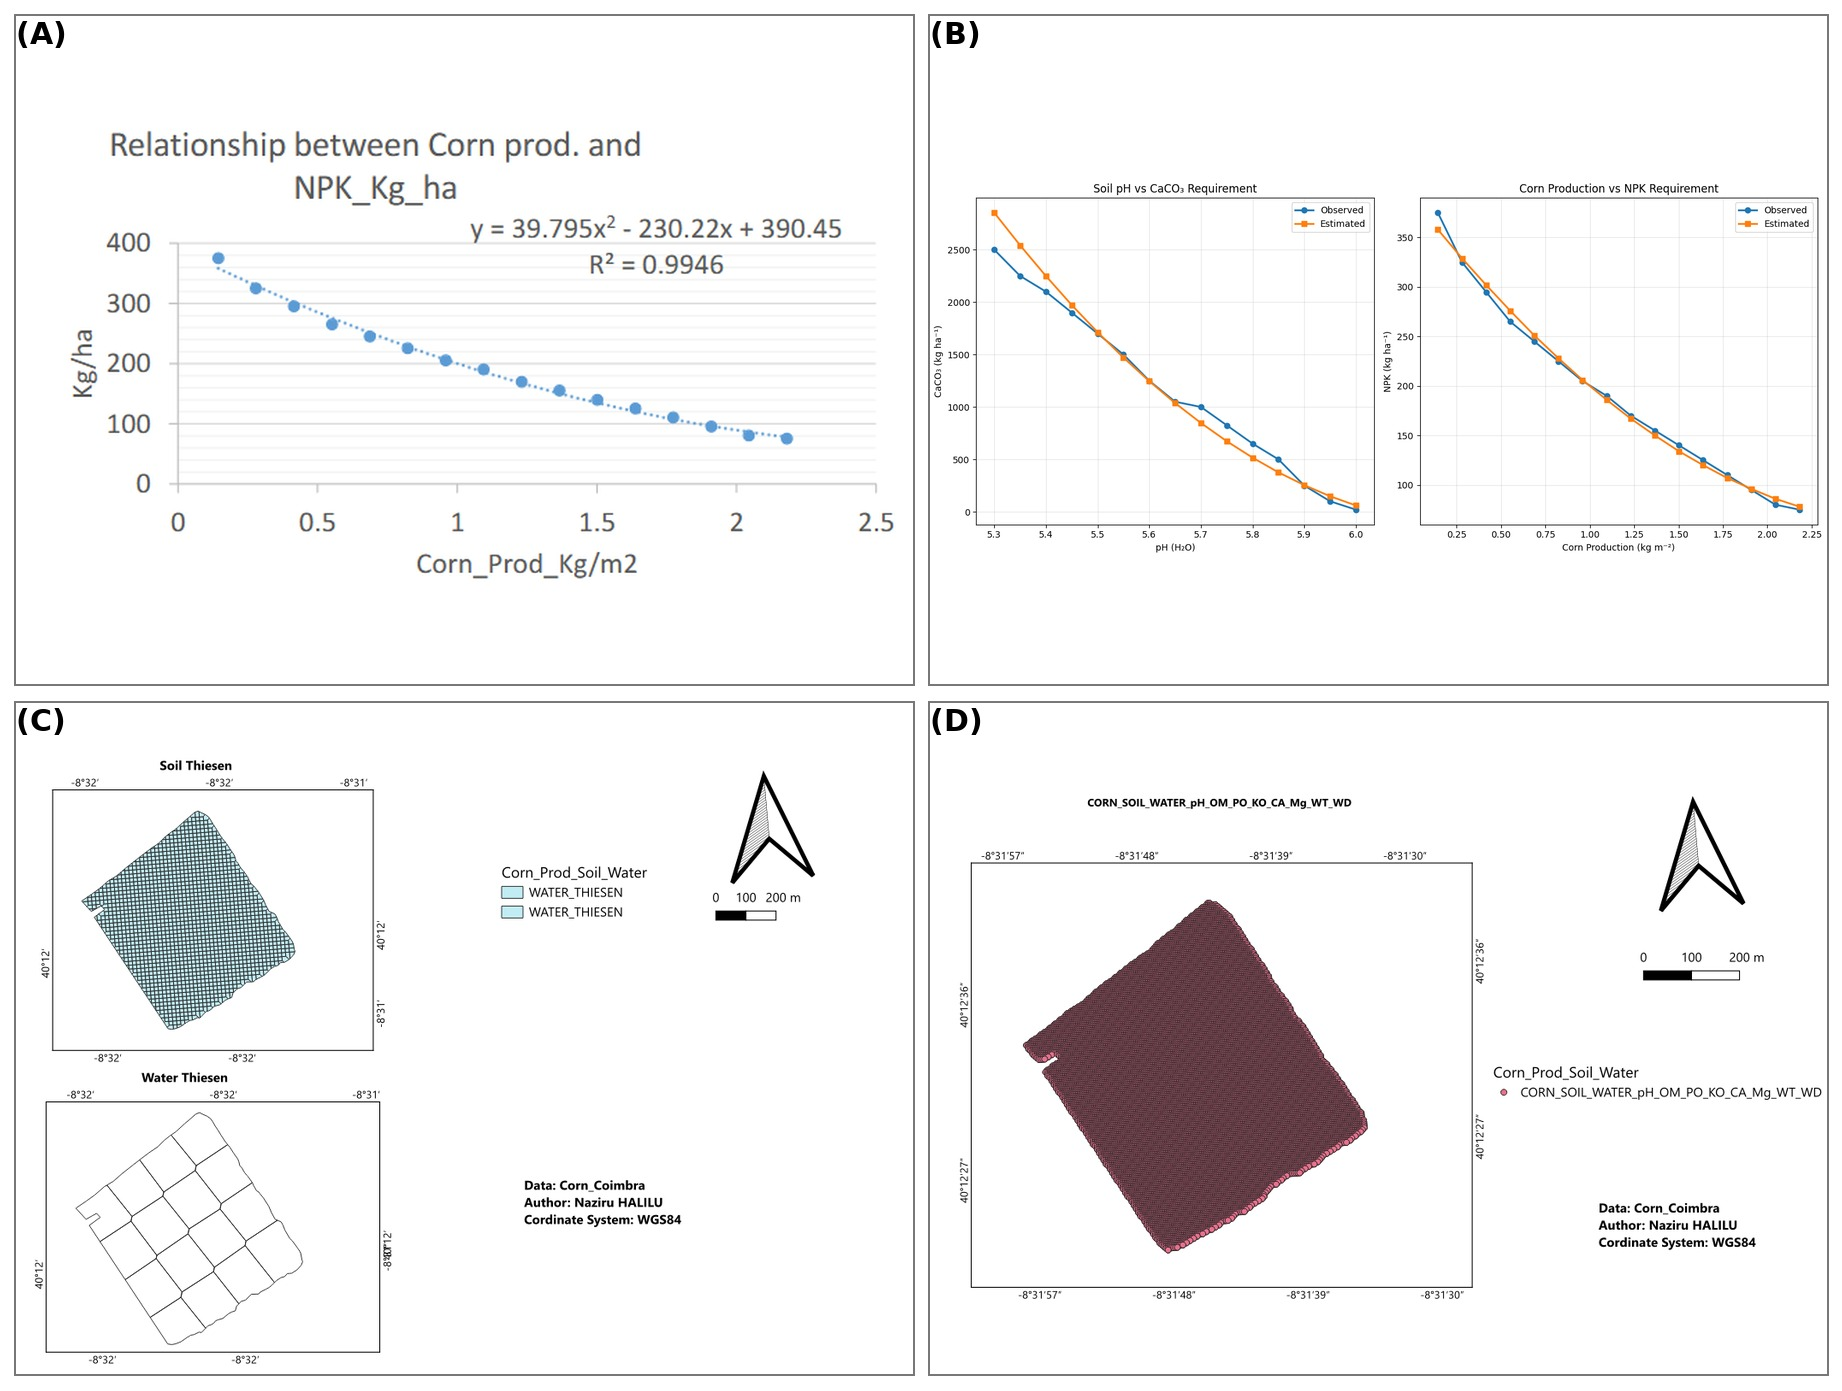 (A)
Relationship between Corn prod. and
NPK_Kg_ha
y = 39.795x² - 230.22x + 390.45
R² = 0.9946
400
300
200
100
0
Kg/ha
0 0.5 1 1.5 2 2.5
Corn_Prod_Kg/m2
(B)
Soil pH vs CaCO₃ Requirement
Observed
Estimated
2500
2000
1500
1000
500
0
CaCO₃ (kg ha⁻¹)
5.3 5.4 5.5 5.6 5.7 5.8 5.9 6.0
pH (H₂O)
Corn Production vs NPK Requirement
Observed
Estimated
350
300
250
200
150
100
NPK (kg ha⁻¹)
0.25 0.50 0.75 1.00 1.25 1.50 1.75 2.00 2.25
Corn Production (kg m⁻²)
(C)
Soil Thiesen
-8°32' -8°32' -8°31'
40°12'
40°12'
-8°31'
-8°32' -8°32'
Water Thiesen
-8°32' -8°32' -8°31'
40°12'
-8°32' -8°32'
Corn_Prod_Soil_Water
WATER_THIESEN
WATER_THIESEN
0 100 200 m
Data: Corn_Coimbra
Author: Naziru HALILU
Cordinate System: WGS84
(D)
CORN_SOIL_WATER_pH_OM_PO_KO_CA_Mg_WT_WD
-8°31'57" -8°31'48" -8°31'39" -8°31'30"
40°12'36"
40°12'27"
40°12'36"
40°12'27"
-8°31'57" -8°31'48" -8°31'39" -8°31'30"
0 100 200 m
Corn_Prod_Soil_Water
CORN_SOIL_WATER_pH_OM_PO_KO_CA_Mg_WT_WD
Data: Corn_Coimbra
Author: Naziru HALILU
Cordinate System: WGS84